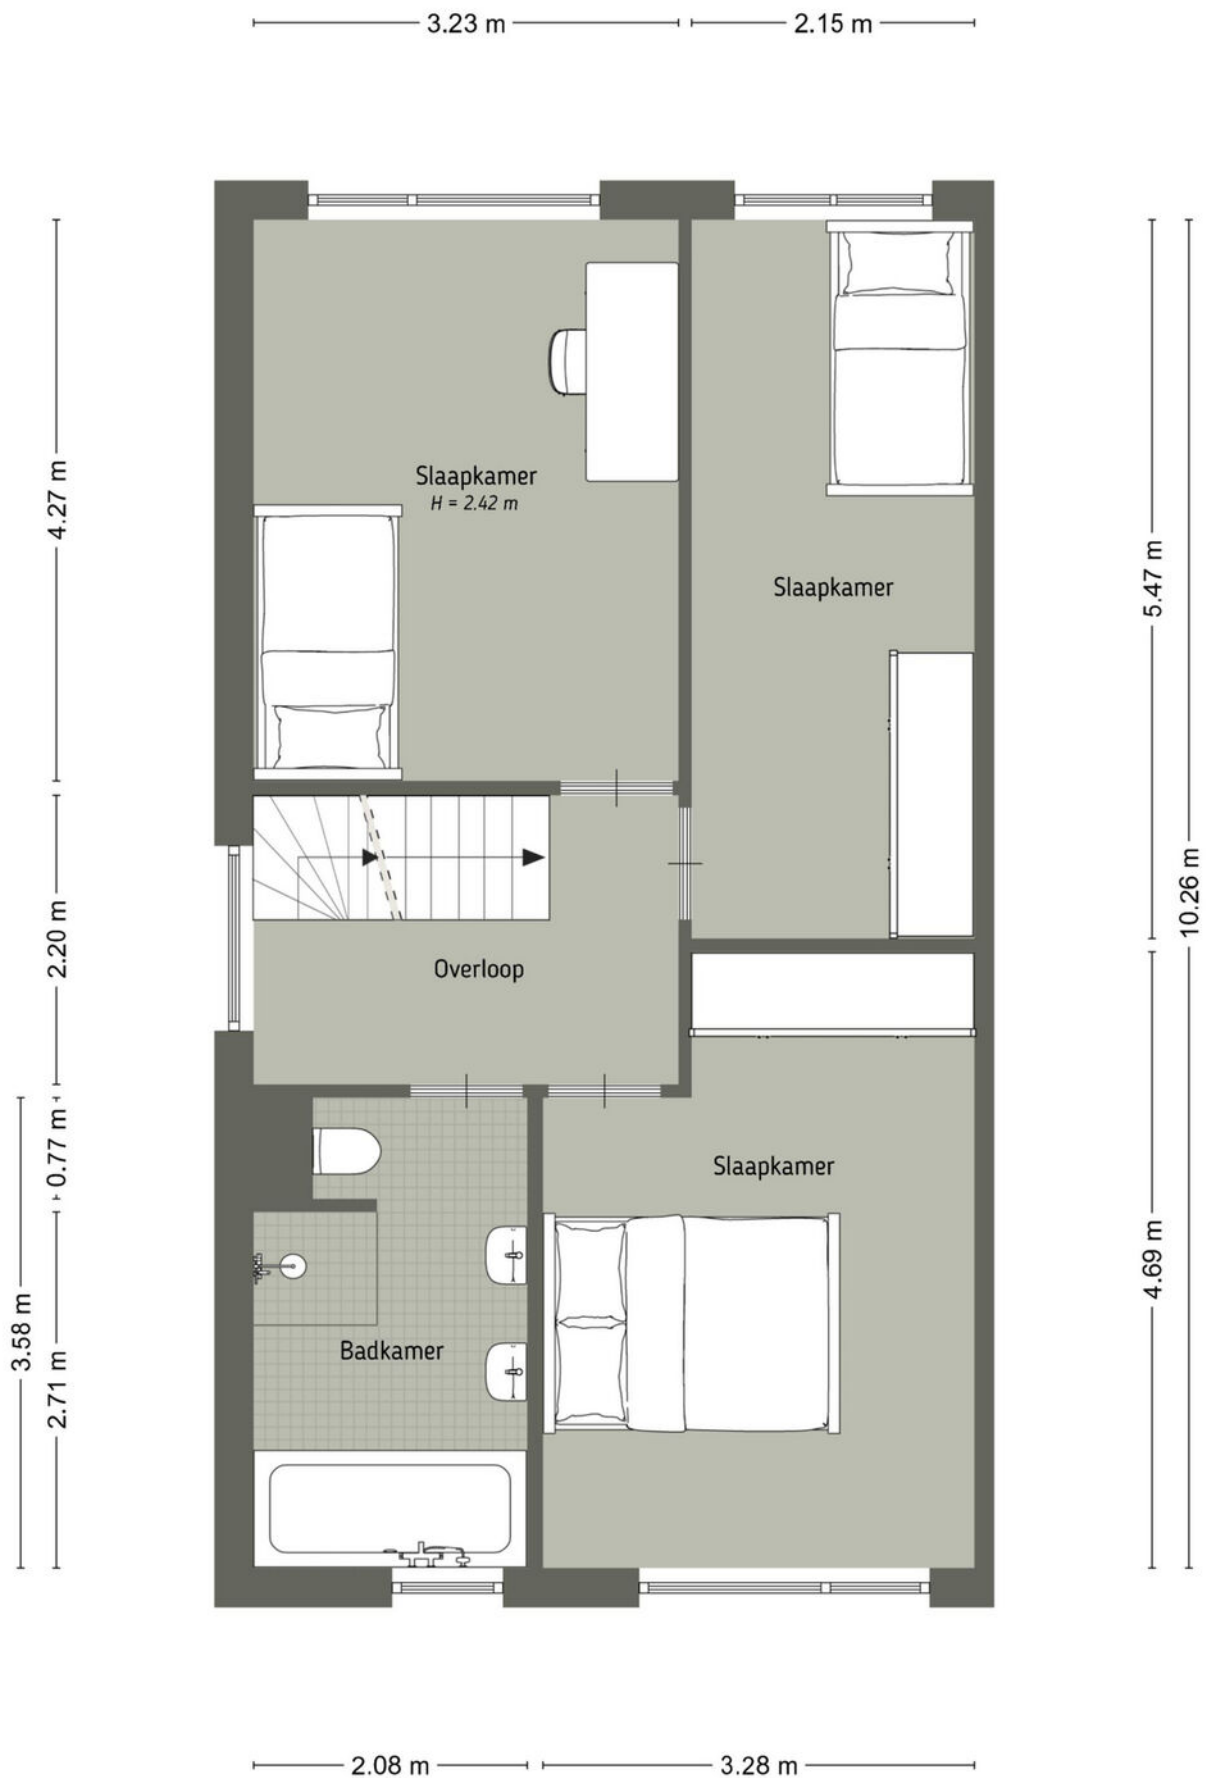 3.23 m
2.15 m
4.27 m
Slaapkamer
H = 2.42 m
5.47 m
Slaapkamer
10.26 m
2.20 m
Overloop
0.77 m
Slaapkamer
4.69 m
3.58 m
2.71 m
Badkamer
2.08 m
3.28 m